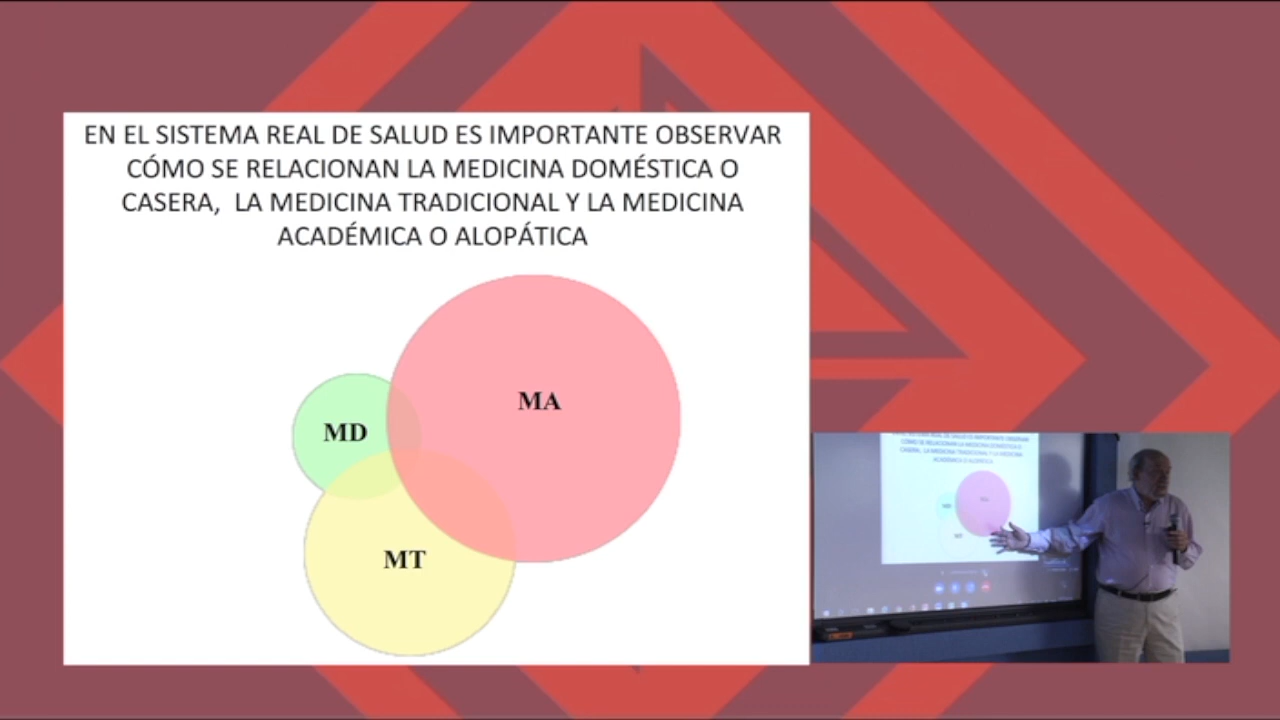 EN EL SISTEMA REAL DE SALUD ES IMPORTANTE OBSERVAR
CÓMO SE RELACIONAN LA MEDICINA DOMÉSTICA O
CASERA, LA MEDICINA TRADICIONAL Y LA MEDICINA
ACADÉMICA O ALOPÁTICA
MA
MD
MT